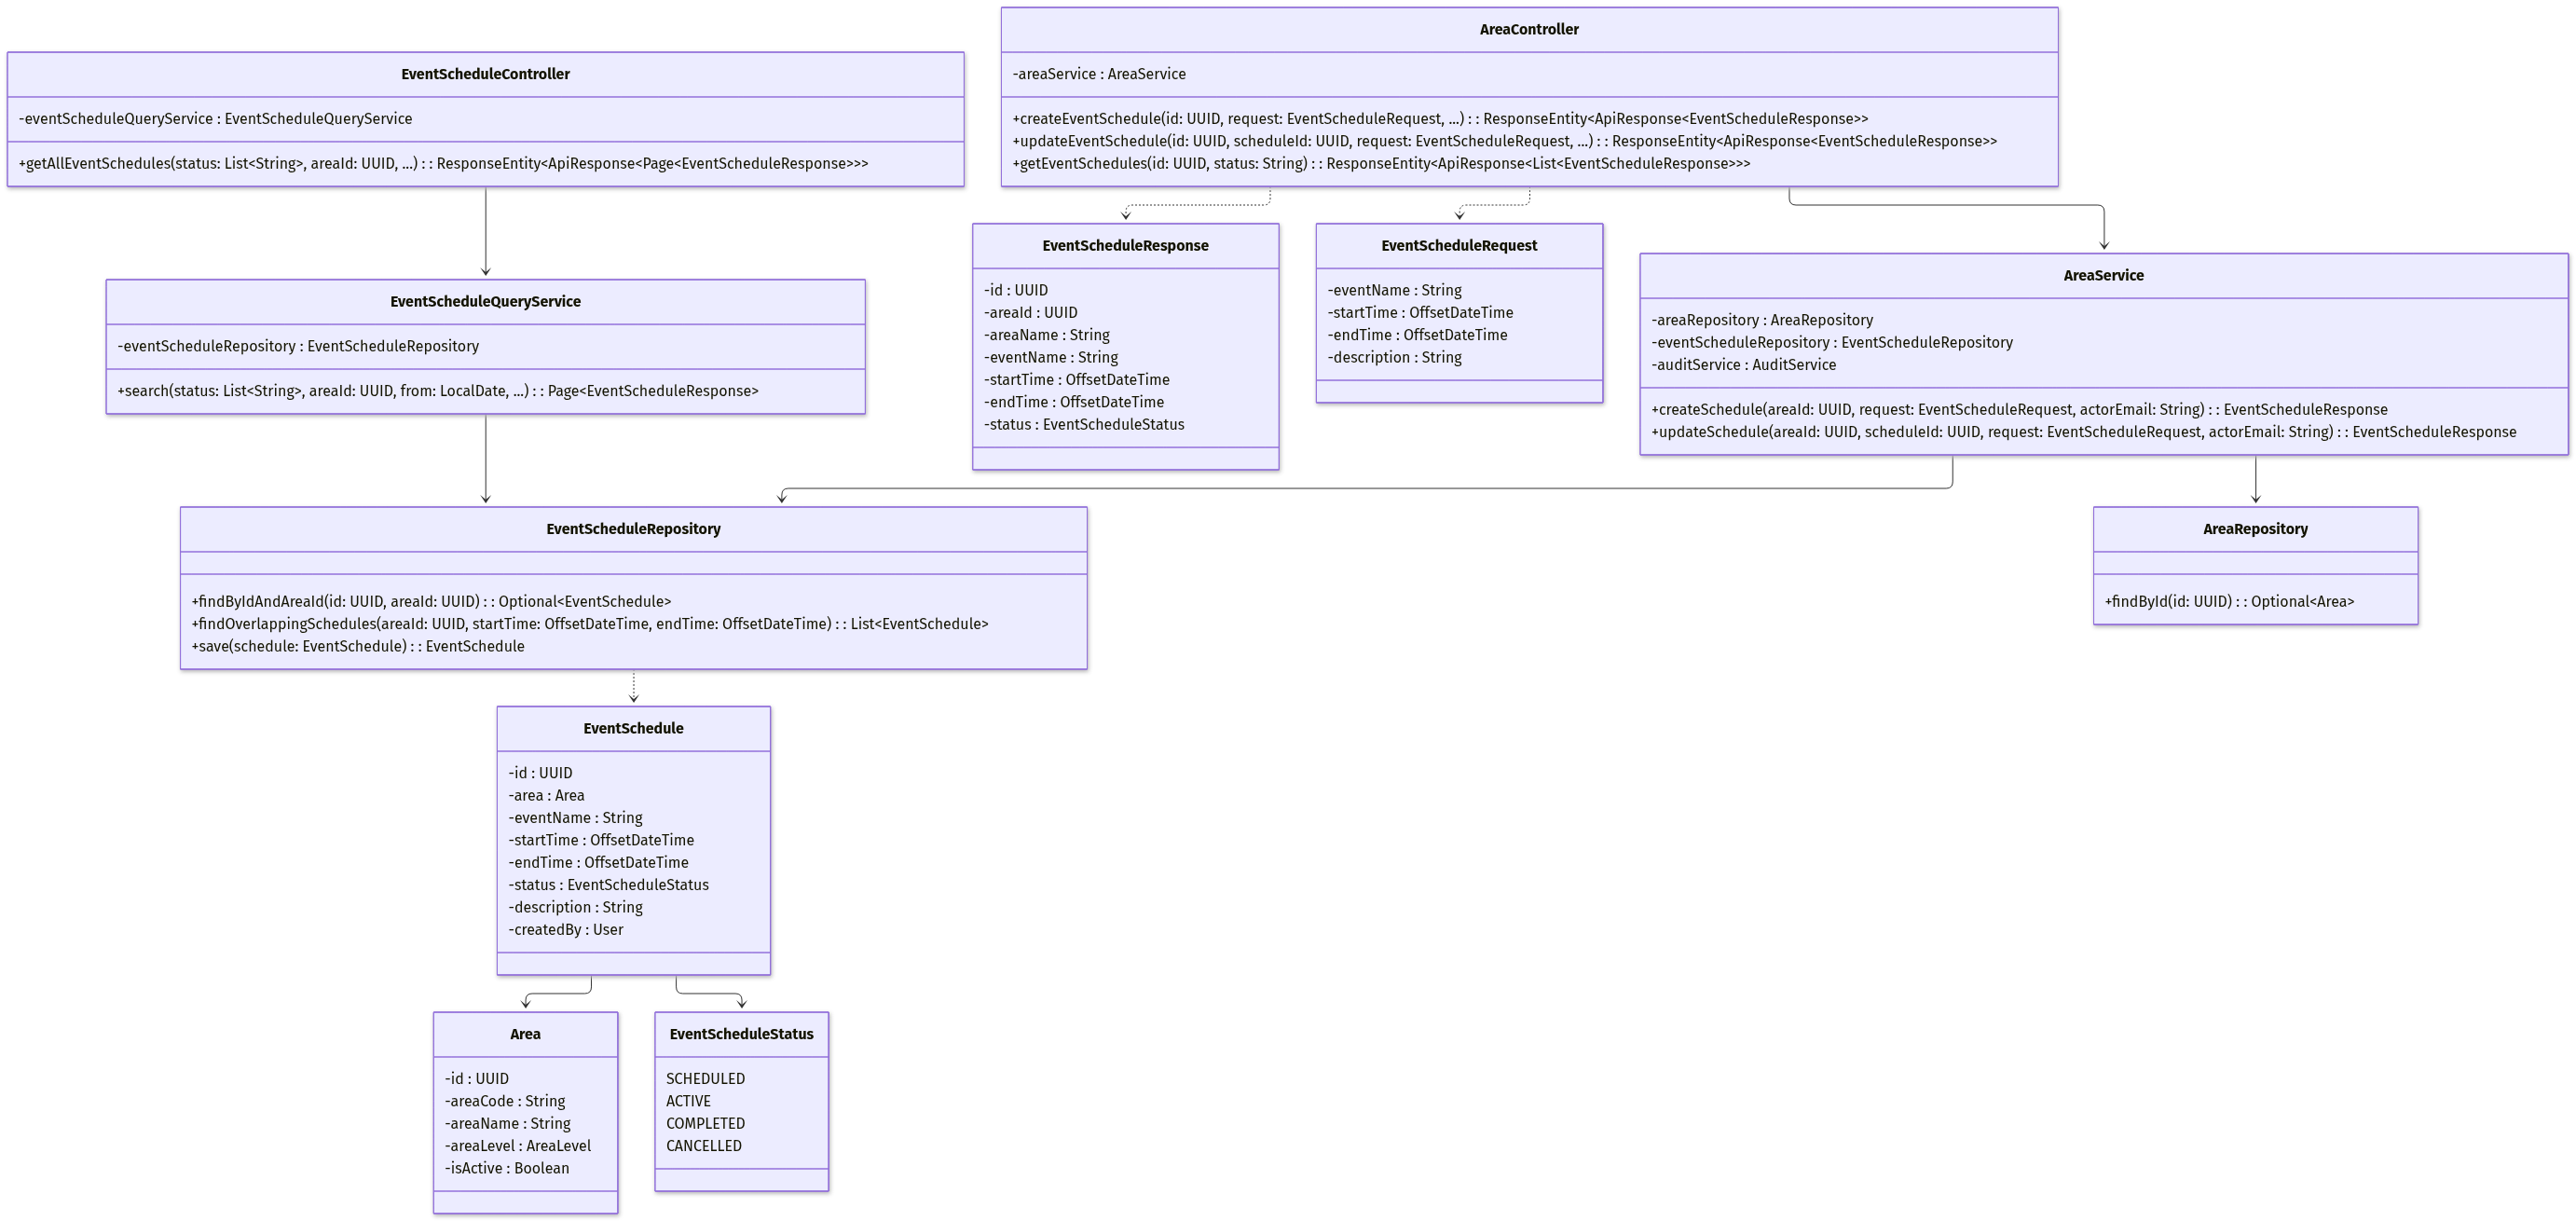 EventScheduleController
-eventScheduleQueryService : EventScheduleQueryService
+getAllEventSchedules(status: List<String>, areaId: UUID, ...) : : ResponseEntity<ApiResponse<Page<EventScheduleResponse>>>
AreaController
-areaService : AreaService
+createEventSchedule(id: UUID, request: EventScheduleRequest, ...) : : ResponseEntity<ApiResponse<EventScheduleResponse>>
+updateEventSchedule(id: UUID, scheduleId: UUID, request: EventScheduleRequest, ...) : : ResponseEntity<ApiResponse<EventScheduleResponse>>
+getEventSchedules(id: UUID, status: String) : : ResponseEntity<ApiResponse<List<EventScheduleResponse>>>
EventScheduleQueryService
-eventScheduleRepository : EventScheduleRepository
+search(status: List<String>, areaId: UUID, from: LocalDate, ...) : : Page<EventScheduleResponse>
EventScheduleResponse
-id : UUID
-areaId : UUID
-areaName : String
-eventName : String
-startTime : OffsetDateTime
-endTime : OffsetDateTime
-status : EventScheduleStatus
EventScheduleRequest
-eventName : String
-startTime : OffsetDateTime
-endTime : OffsetDateTime
-description : String
AreaService
-areaRepository : AreaRepository
-eventScheduleRepository : EventScheduleRepository
-auditService : AuditService
+createSchedule(areaId: UUID, request: EventScheduleRequest, actorEmail: String) : : EventScheduleResponse
+updateSchedule(areaId: UUID, scheduleId: UUID, request: EventScheduleRequest, actorEmail: String) : : EventScheduleResponse
EventScheduleRepository
+findByIdAndAreaId(id: UUID, areaId: UUID) : : Optional<EventSchedule>
+findOverlappingSchedules(areaId: UUID, startTime: OffsetDateTime, endTime: OffsetDateTime) : : List<EventSchedule>
+save(schedule: EventSchedule) : : EventSchedule
AreaRepository
+findById(id: UUID) : : Optional<Area>
EventSchedule
-id : UUID
-area : Area
-eventName : String
-startTime : OffsetDateTime
-endTime : OffsetDateTime
-status : EventScheduleStatus
-description : String
-createdBy : User
Area
-id : UUID
-areaCode : String
-areaName : String
-areaLevel : AreaLevel
-isActive : Boolean
EventScheduleStatus
SCHEDULED
ACTIVE
COMPLETED
CANCELLED